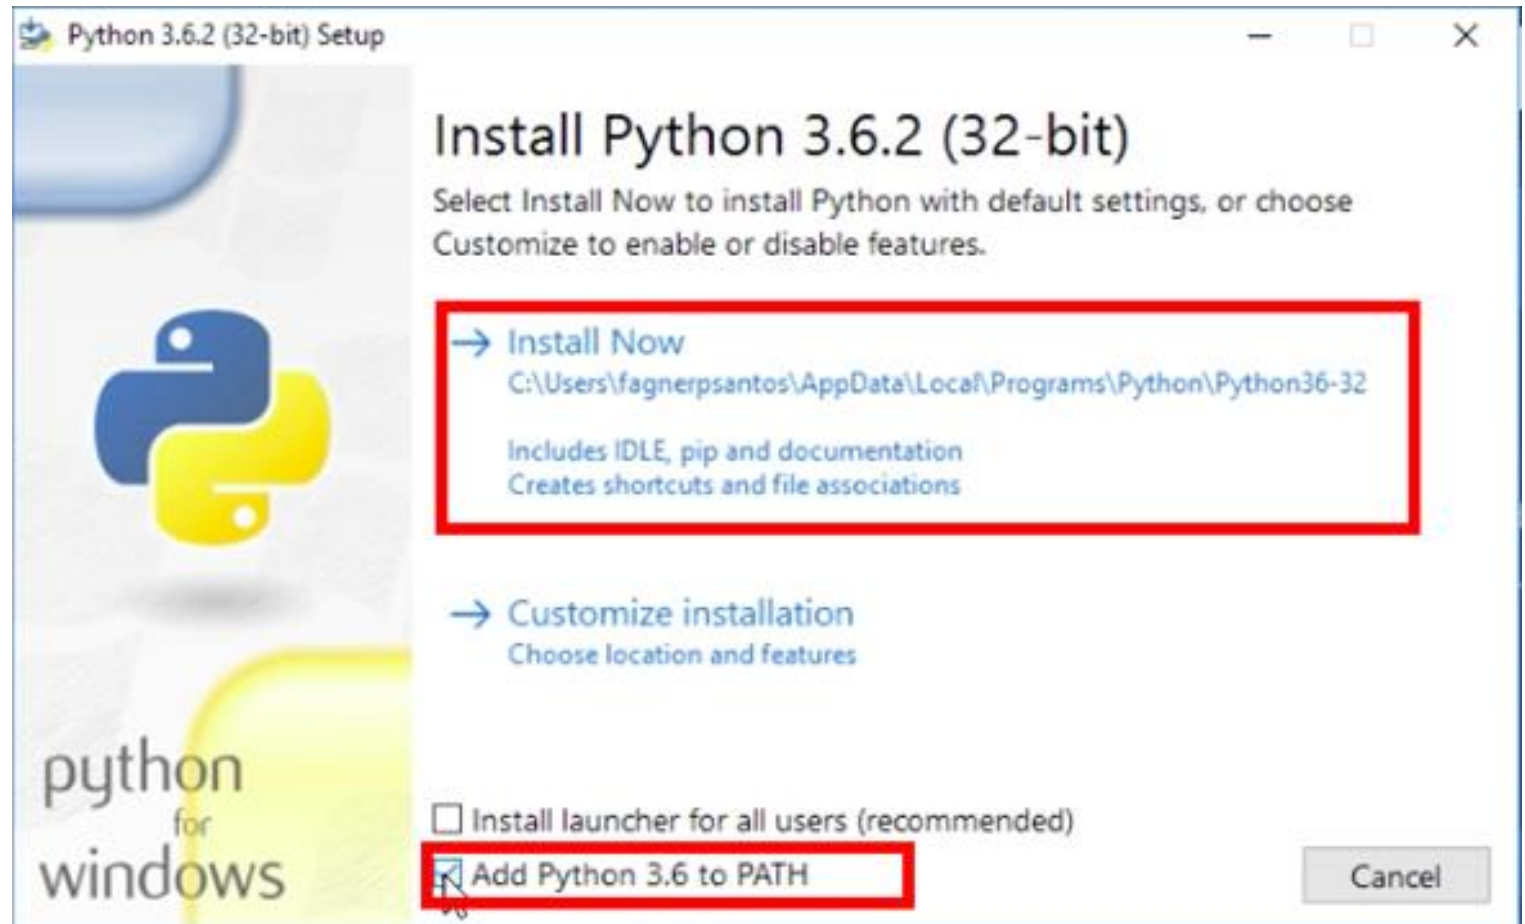 Python 3.6.2 (32-bit) Setup
Install Python 3.6.2 (32-bit)
Select Install Now to install Python with default settings, or choose
Customize to enable or disable features.
Install Now
C:\Users\fagnerpsantos\AppData\Local\Programs\Python\Python36-32
Includes IDLE, pip and documentation
Creates shortcuts and file associations
Customize installation
Choose location and features
python
for
windows
Install launcher for all users (recommended)
Add Python 3.6 to PATH
Cancel